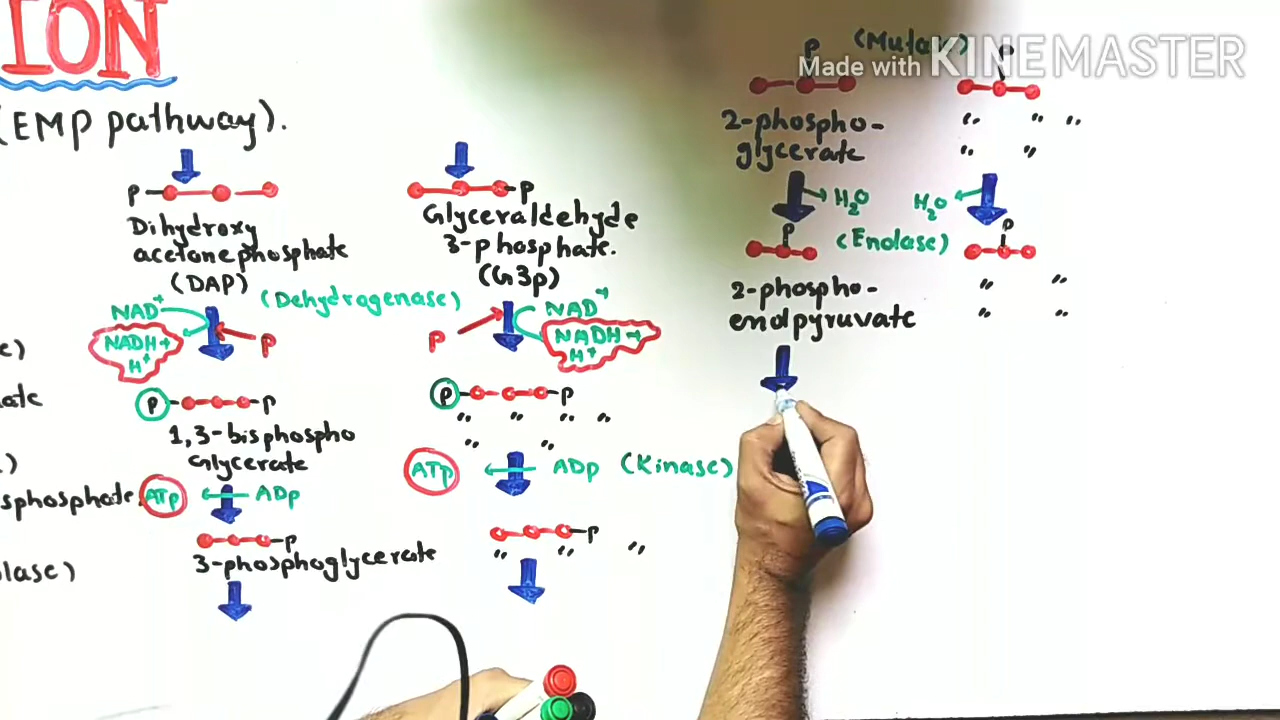 ION
(EMP pathway).
P
Dihydroxy
acetonephosphate
(DAP)
P
Glyceraldehyde
3-phosphate.
(G3p)
NAD+
(Dehydrogenase)
NADH+
H+
P
P
NAD+
NADH+
H+
P
P
1,3-bisphospho
Glycerate
P
P
" " " "
" "
ATp
ADp
ATp
ADp (Kinase)
P
3-phosphoglycerate
P
" " "
sphosphate.
P
(Mutase)
P
Made with KINEMASTER
2-phospho-
glycerate
" " "
" "
H₂O
H₂O
P
(Enolase)
P
2-phospho-
enolpyruvate
" "
" "